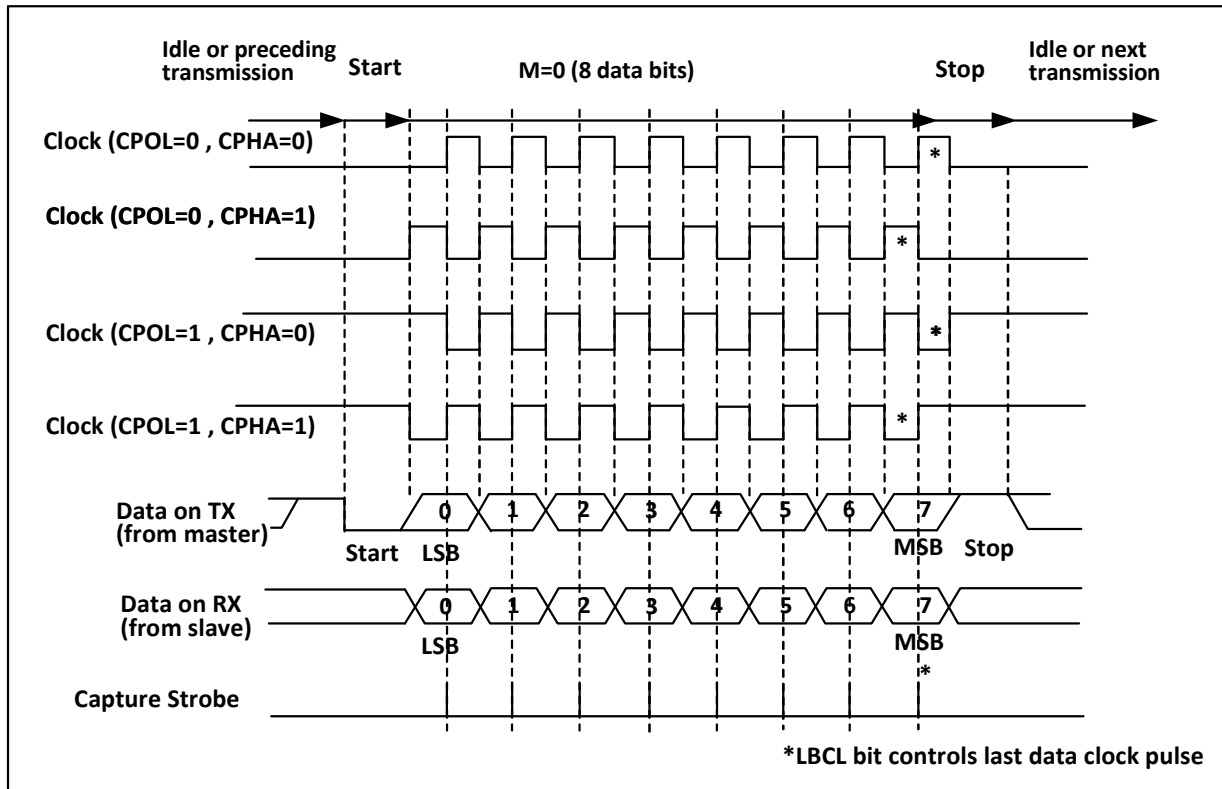 Idle or preceding
transmission
Start
M=0 (8 data bits)
Stop
Idle or next
transmission
Clock (CPOL=0 , CPHA=0)
*
Clock (CPOL=0 , CPHA=1)
*
Clock (CPOL=1 , CPHA=0)
*
Clock (CPOL=1 , CPHA=1)
*
Data on TX
(from master)
0 1 2 3 4 5 6 7
Start LSB MSB Stop
Data on RX
(from slave)
0 1 2 3 4 5 6 7
LSB MSB
*
Capture Strobe
*LBCL bit controls last data clock pulse